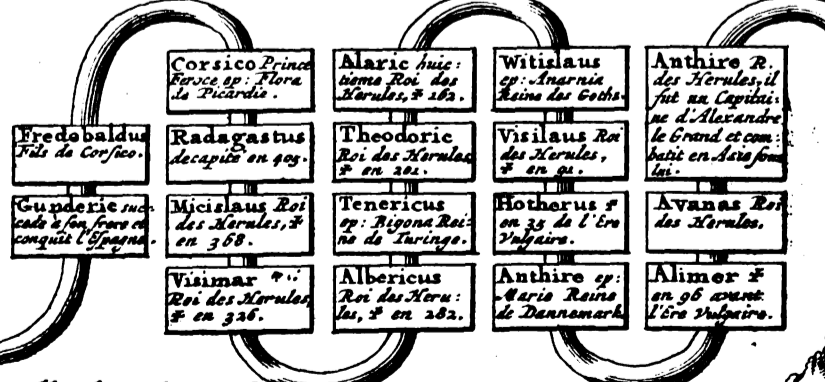 Fredebaldus
Fils de Corsico.
Gunderic suc-
cede à son frere et
conquit l'Espagne.
Corsico Prince
Feroce ep: Flora
de Picardie.
Radagastus
decapité en 405.
Micislaus Roi
des Herules, ☨
en 368.
Visimar
Roi des Herules,
☨ en 326.
Alaric huic:
tieme Roi des
Herules, ☨ 162.
Theodoric
Roi des Herules
☨ en 201.
Tenericus
ep: Bigona Rei:
ne de Turinge.
Albericus
Roi des Heru:
les, ☨ en 282.
Witislaus
ep: Anarnia
Reine des Goths.
Visilaus Roi
des Herules,
☨ en 91.
Hotherus ☨
en 35 de l'Ere
Vulgaire.
Anthire ep:
Marie Reine
de Dannemark
Anthire R.
des Herules, il
fut un Capitai:
ne d'Alexandre
le Grand et com:
batit en Asie sous
lui.
Avanas Roi
des Herules.
Alimer ☨
en 96 avant
l'Ere Vulgaire.